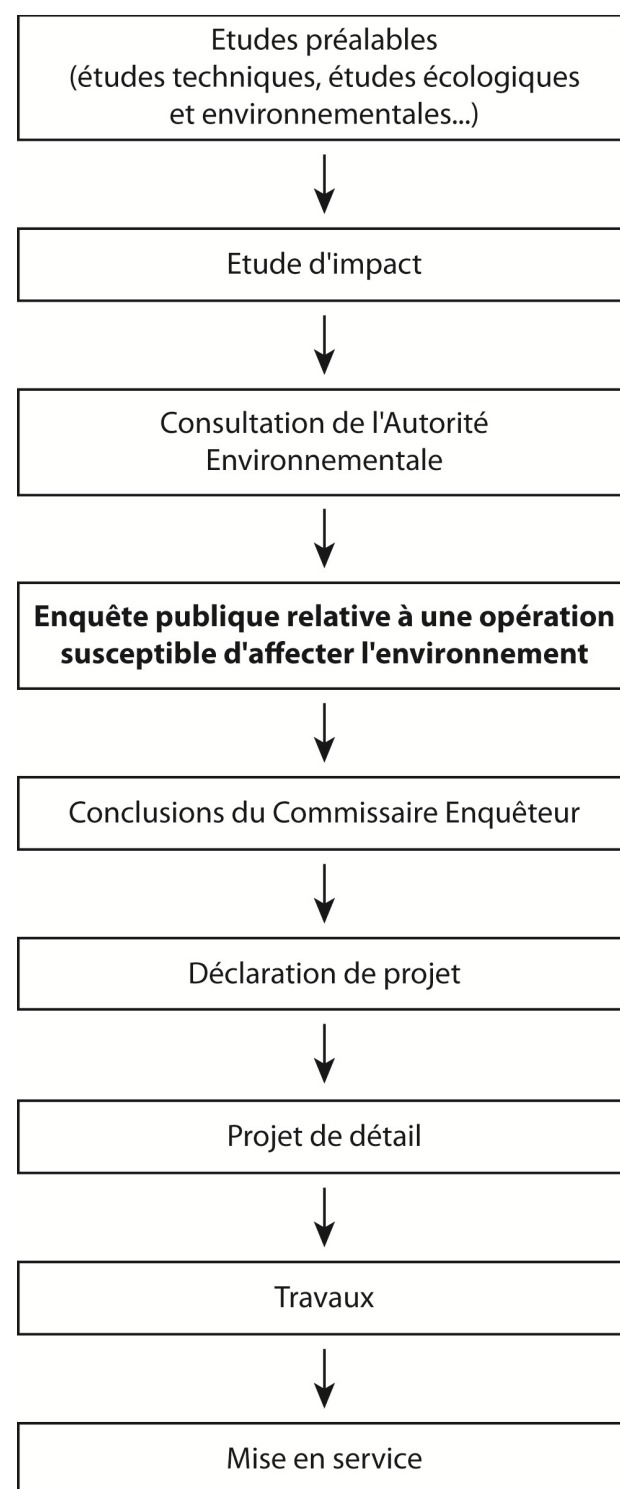 Etudes préalables
(études techniques, études écologiques
et environnementales...)
Etude d'impact
Consultation de l'Autorité
Environnementale
Enquête publique relative à une opération
susceptible d'affecter l'environnement
Conclusions du Commissaire Enquêteur
Déclaration de projet
Projet de détail
Travaux
Mise en service